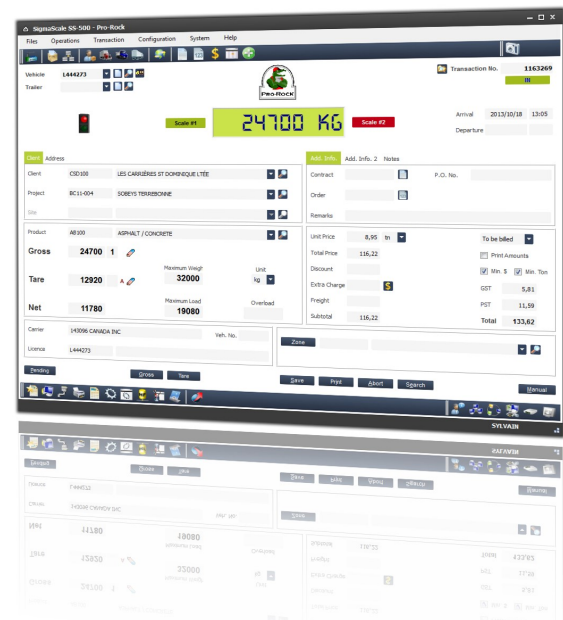 SigmaScale SS-500 - Pro-Rock
Files Operations Transaction Configuration System Help
Vehicle L444273
Trailer
PRO-ROCK
Transaction No. 1163269
IN
Scale #1 24700 KG Scale #2
Arrival 2013/10/18 13:05
Departure
Client Address
Client CSD100 LES CARRIÈRES ST DOMINIQUE LTÉE
Project BC11-004 SOBEYS TERREBONNE
Site
Add. Info. Add. Info. 2 Notes
Contract P.O. No.
Order
Remarks
Product AB100 ASPHALT / CONCRETE
Gross 24700 1
Maximum Weight Unit
Tare 12920 A 32000 kg
Maximum Load Overload
Net 11780 19080
Unit Price 8,95 tn To be billed
Total Price 116,22 Print Amounts
Discount Min. $ Min. Ton
Extra Charge $ GST 5,81
Freight PST 11,59
Subtotal 116,22 Total 133,62
Carrier 143096 CANADA INC Veh. No.
Licence L444273
Zone
Pending Gross Tare
Save Print Abort Search Manual
SYLVAIN